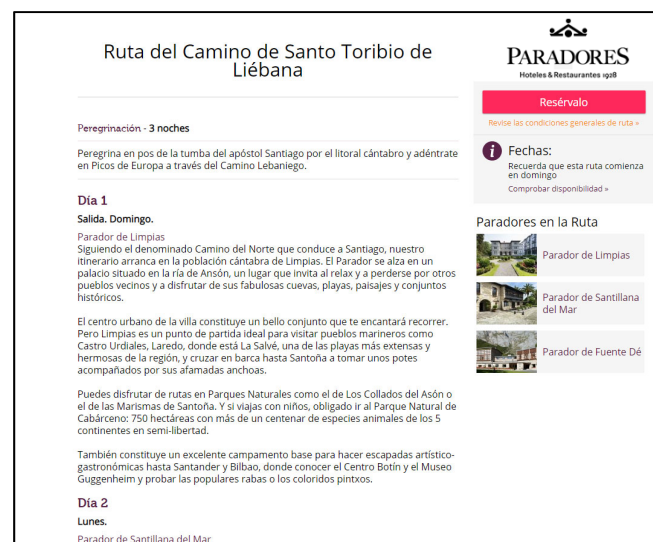 Ruta del Camino de Santo Toribio de
Liébana
Peregrinación - 3 noches
Peregrina en pos de la tumba del apóstol Santiago por el litoral cántabro y adéntrate
en Picos de Europa a través del Camino Lebaniego.
Día 1
Salida. Domingo.
Parador de Limpias
Siguiendo el denominado Camino del Norte que conduce a Santiago, nuestro
itinerario arranca en la población cántabra de Limpias. El Parador se alza en un
palacio situado en la ría de Ansón, un lugar que invita al relax y a perderse por otros
pueblos vecinos y a disfrutar de sus fabulosas cuevas, playas, paisajes y conjuntos
históricos.
El centro urbano de la villa constituye un bello conjunto que te encantará recorrer.
Pero Limpias es un punto de partida ideal para visitar pueblos marineros como
Castro Urdiales, Laredo, donde está La Salvé, una de las playas más extensas y
hermosas de la región, y cruzar en barca hasta Santoña a tomar unos potes
acompañados por sus afamadas anchoas.
Puedes disfrutar de rutas en Parques Naturales como el de Los Collados del Asón o
el de las Marismas de Santoña. Y si viajas con niños, obligado ir al Parque Natural de
Cabárceno: 750 hectáreas con más de un centenar de especies animales de los 5
continentes en semi-libertad.
También constituye un excelente campamento base para hacer escapadas artístico-
gastronómicas hasta Santander y Bilbao, donde conocer el Centro Botín y el Museo
Guggenheim y probar las populares rabas o los coloridos pintxos.
Día 2
Lunes.
Parador de Santillana del Mar
PARADORES
Hoteles & Restaurantes 1928
Resérvalo
Revise las condiciones generales de ruta »
i Fechas:
Recuerda que esta ruta comienza
en domingo
Comprobar disponibilidad »
Paradores en la Ruta
Parador de Limpias
Parador de Santillana
del Mar
Parador de Fuente Dé